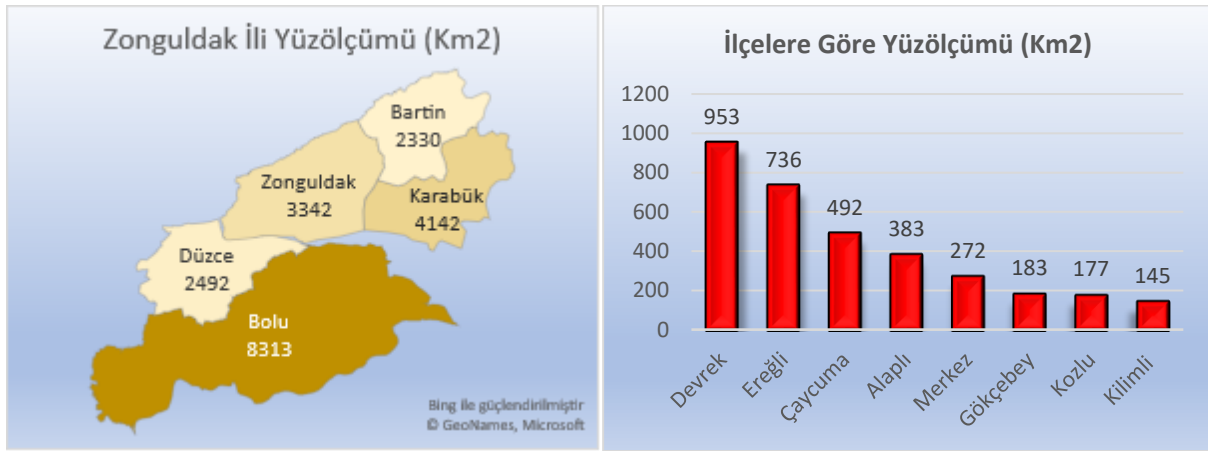 Zonguldak İli Yüzölçümü (Km2)
Bartin
2330
Zonguldak
3342
Karabük
4142
Düzce
2492
Bolu
8313
Bing ile güçlendirilmiştir
© GeoNames, Microsoft
İlçelere Göre Yüzölçümü (Km2)
1200
1000
800
600
400
200
0
953
736
492
383
272
183
177
145
Devrek
Ereğli
Çaycuma
Alaplı
Merkez
Gökçebey
Kozlu
Kilimli